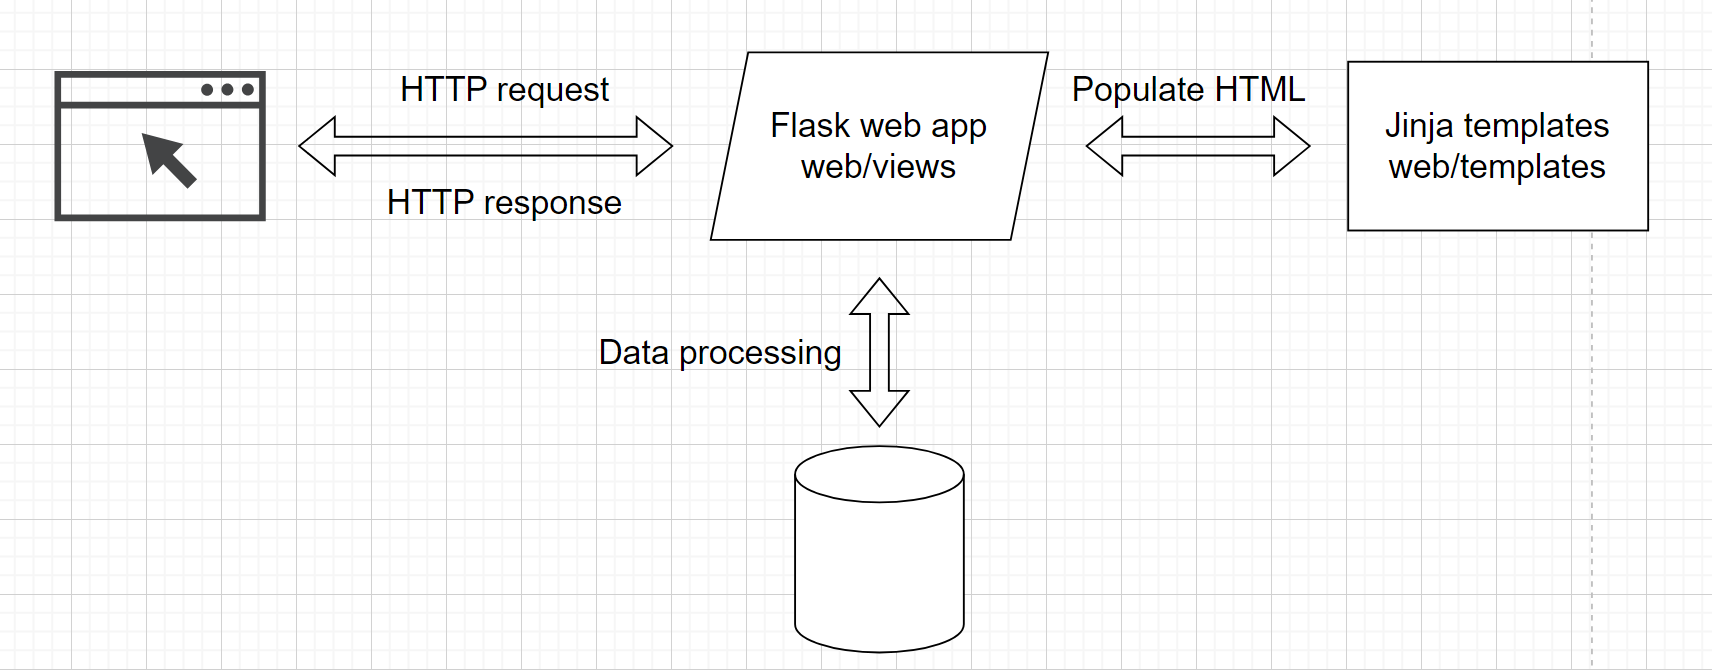 HTTP request
HTTP response
Flask web app
web/views
Populate HTML
Jinja templates
web/templates
Data processing